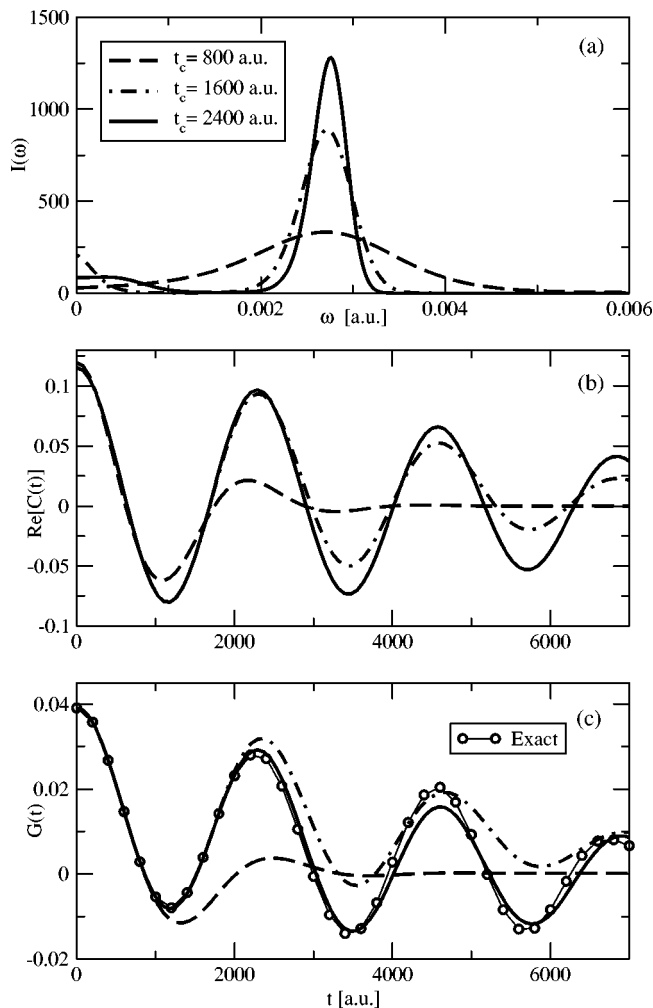 1500
(a)
t_c = 800 a.u.
t_c = 1600 a.u.
t_c = 2400 a.u.
1000
I(ω)
500
250
0
0
0.002
ω [a.u.]
0.004
0.006
(b)
0.1
0.05
Re[C(t)]
0
-0.05
-0.1
0
2000
4000
6000
0.04
(c)
Exact
0.02
G(t)
0
-0.02
0
2000
4000
6000
t [a.u.]